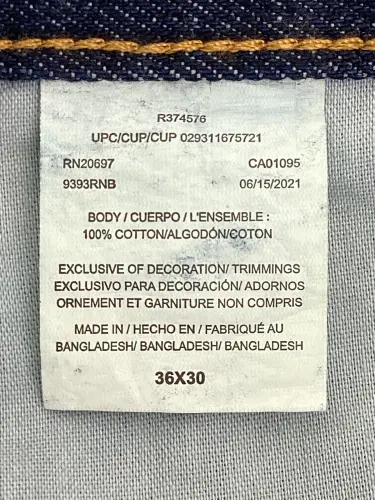 R374576
UPC/CUP/CUP 029311675721
RN20697 CA01095
9393RNB 06/15/2021
BODY / CUERPO / L'ENSEMBLE :
100% COTTON/ALGODÓN/COTON
EXCLUSIVE OF DECORATION/ TRIMMINGS
EXCLUSIVO PARA DECORACIÓN/ ADORNOS
ORNEMENT ET GARNITURE NON COMPRIS
MADE IN / HECHO EN / FABRIQUÉ AU
BANGLADESH/ BANGLADESH/ BANGLADESH
36X30